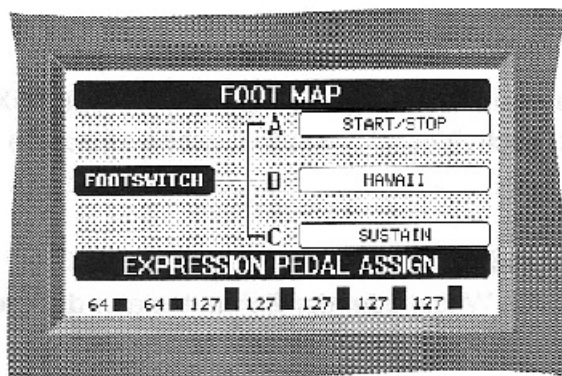 FOOT MAP
A START/STOP
FOOTSWITCH B HAWAII
C SUSTAIN
EXPRESSION PEDAL ASSIGN
64 64 127 127 127 127 127